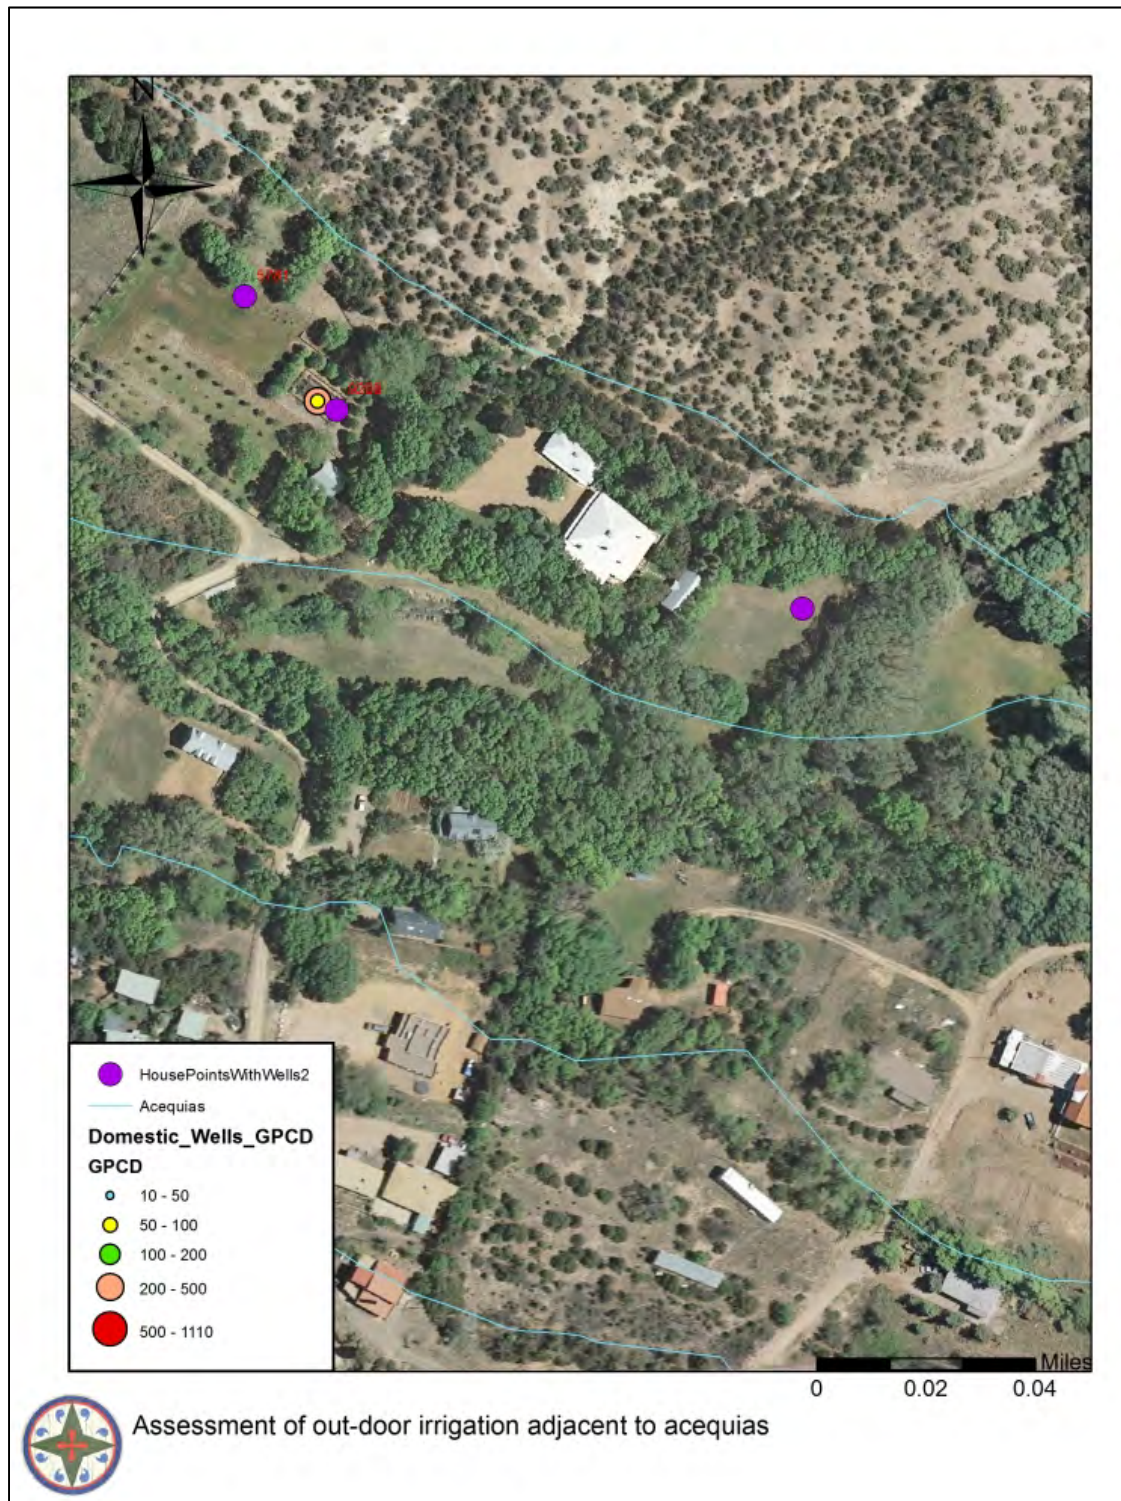 N
HousePointsWithWells2
Acequias
Domestic_Wells_GPCD
GPCD
10 - 50
50 - 100
100 - 200
200 - 500
500 - 1110
Miles
0 0.02 0.04
Assessment of out-door irrigation adjacent to acequias